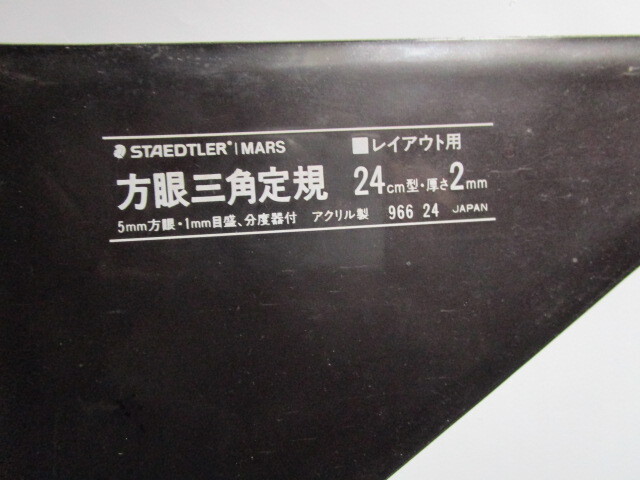 STAEDTLER® | MARS ■レイアウト用
方眼三角定規 24cm型・厚さ2mm
5mm方眼・1mm目盛、分度器付 アクリル製 966 24 JAPAN